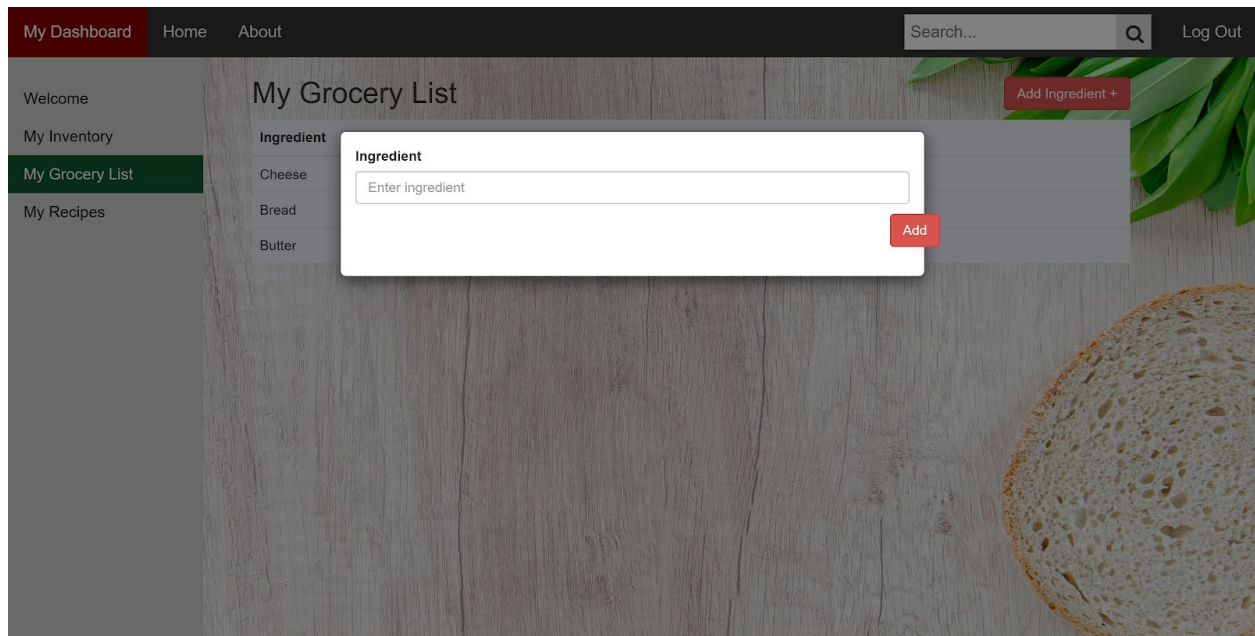 My Dashboard Home About Search... Log Out
Welcome
My Inventory
My Grocery List
My Recipes
My Grocery List
Add Ingredient +
Ingredient
Cheese
Bread
Butter
Ingredient
Enter ingredient
Add